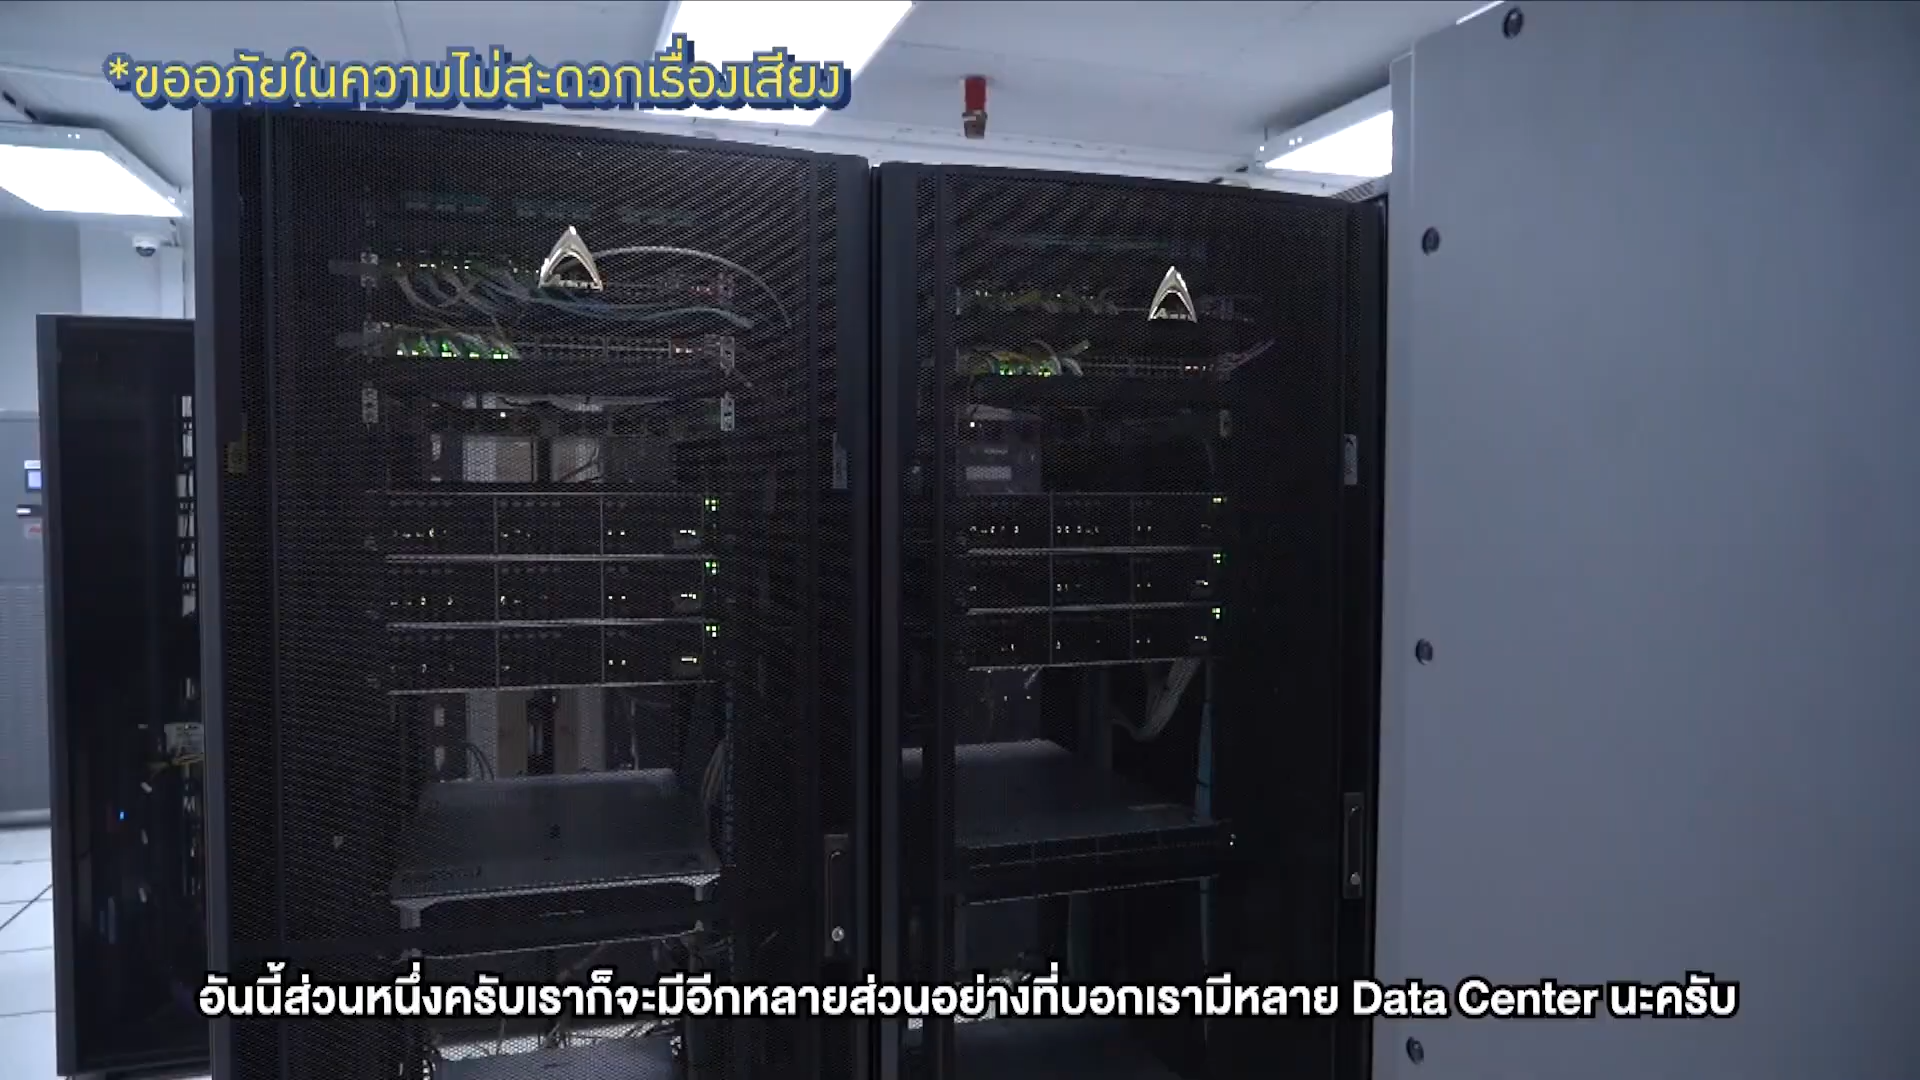 *ขออภัยในความไม่สะดวกเรื่องเสียง
อันนี้ส่วนหนึ่งครับเราก็จะมีอีกหลายส่วนอย่างที่บอกเรามีหลาย Data Center นะครับ